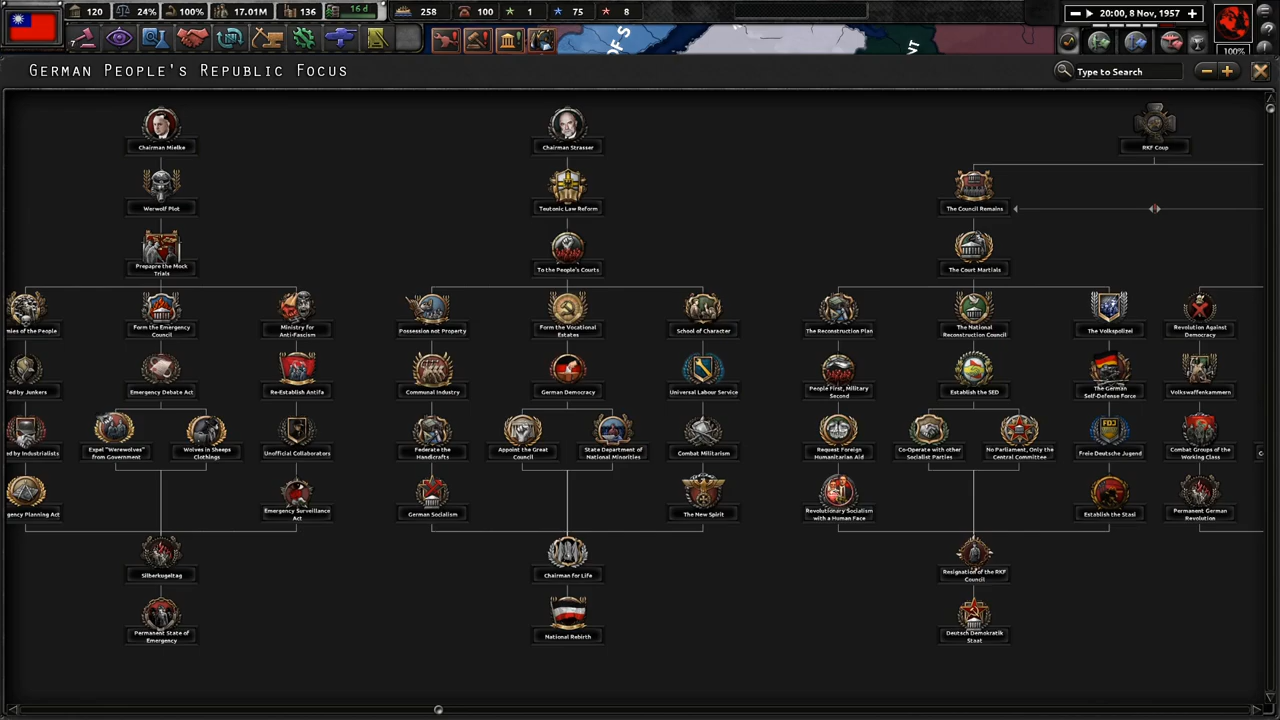 120 24% 100% 17.01M 136 16 d 258 100 1 75 8
20:00, 8 Nov, 1957
7
S F O
NT
100%
German People's Republic Focus
Type to Search
Chairman Mielke
Chairman Strasser
RKF Coup
Werwolf Plot
Teutonic Law Reform
The Council Remains
Prepapre the Mock
Trials
To the People's Courts
The Court Martials
mies of the People
Form the Emergency
Council
Ministry for
Anti-Fascism
Possession not Property
Form the Vocational
Estates
School of Character
The Reconstruction Plan
The National
Reconstruction Council
The Volkspolizei
Revolution Against
Democracy
ed by Junkers
Emergency Debate Act
Re-Establish Antifa
Communal Industry
German Democracy
Universal Labour Service
People First, Military
Second
Establish the SED
The German
Self-Defense Force
Volkswaffenkammern
ed by Industrialists
Expel "Werewolves"
from Government
Wolves in Sheeps
Clothings
Unofficial Collaborators
Federate the
Handicrafts
Appoint the Great
Council
State Department of
National Minorities
Combat Militarism
Request Foreign
Humanitarian Aid
Co-Operate with other
Socialist Parties
No Parliament, Only the
Central Committee
FDJ
Freie Deutsche Jugend
Combat Groups of the
Working Class
gency Planning Act
Emergency Surveillance
Act
German Socialism
The New Spirit
Revolutionary Socialism
with a Human Face
Establish the Stasi
Permanent German
Revolution
Silberkugeltag
Chairman for Life
Resignation of the RKF
Council
Permanent State of
Emergency
National Rebirth
Deutsch Demokratik
Staat